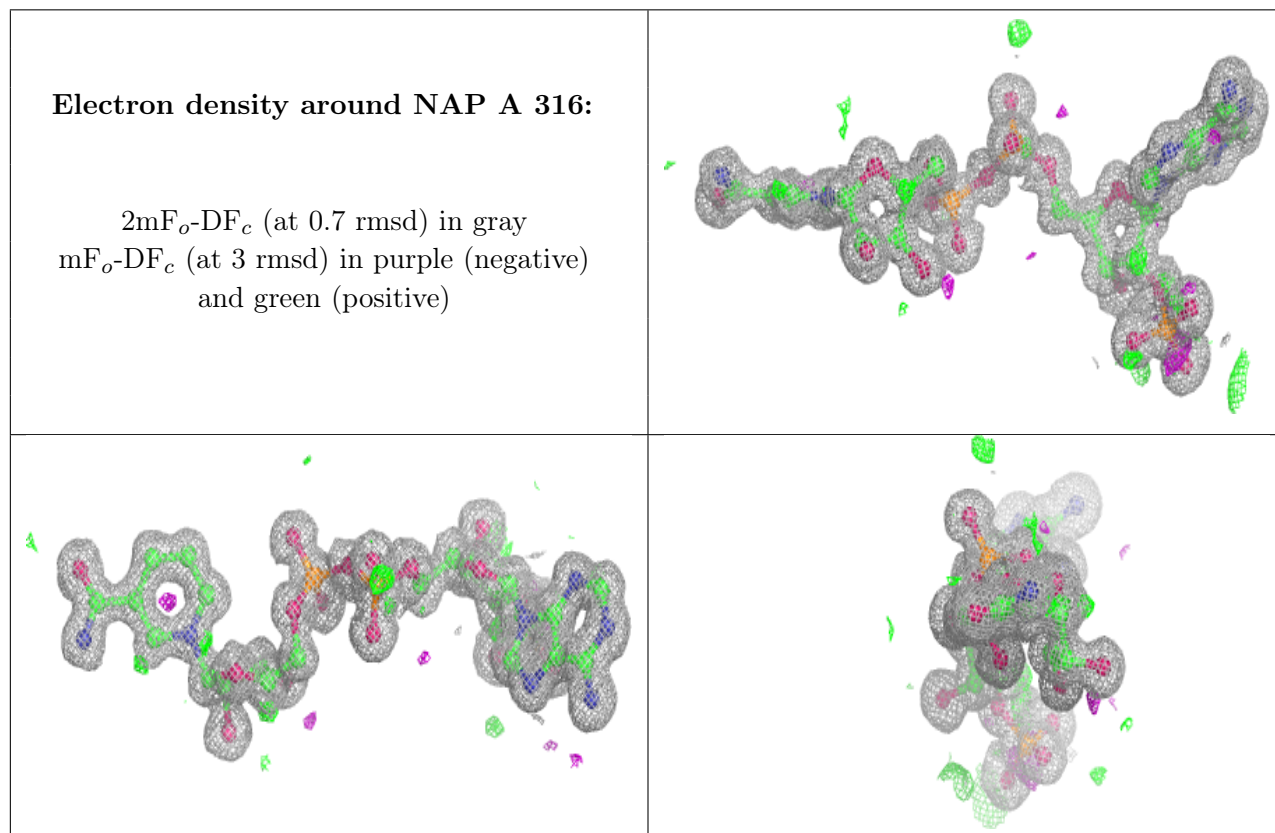 Electron density around NAP A 316:
2mFo-DFc (at 0.7 rmsd) in gray
mFo-DFc (at 3 rmsd) in purple (negative)
and green (positive)